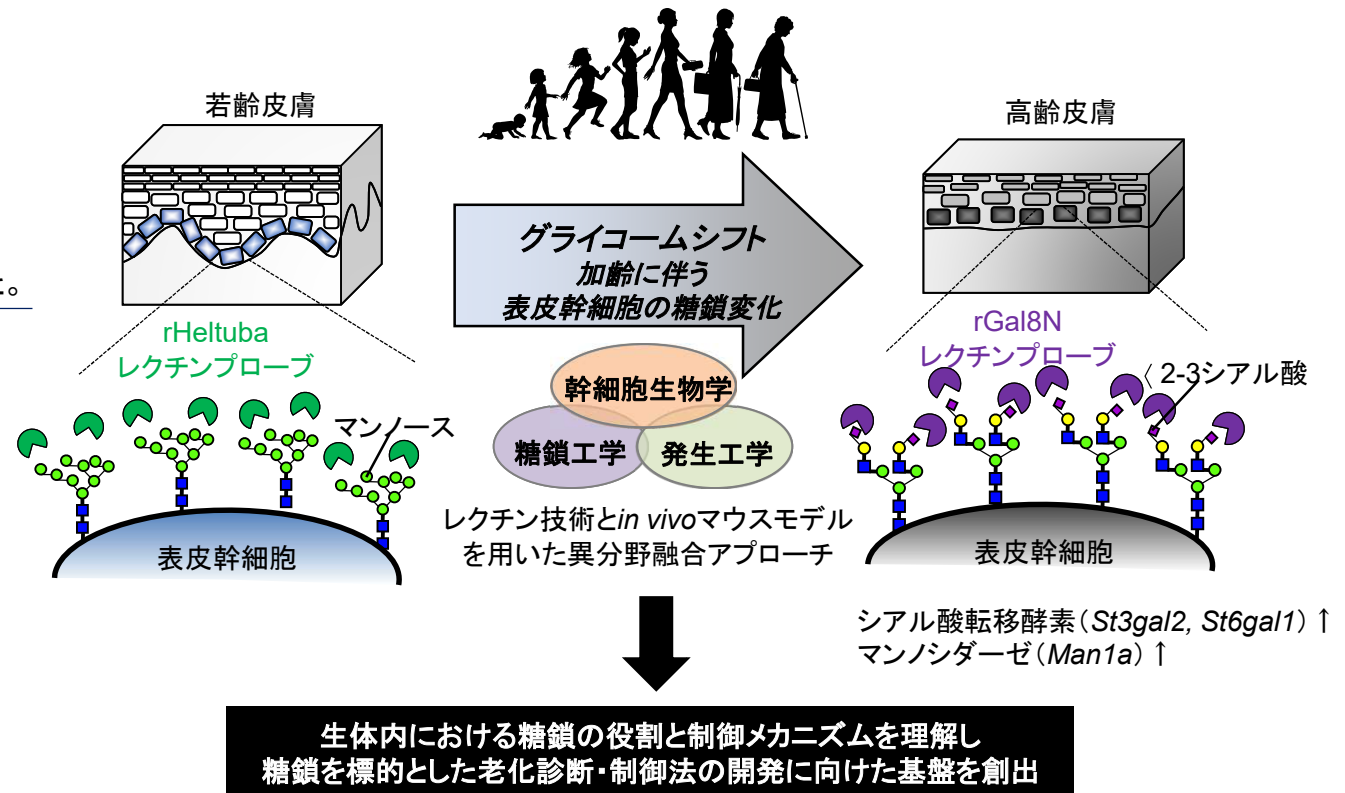 若齢皮膚
高齢皮膚
た。
グライコームシフト
加齢に伴う
表皮幹細胞の糖鎖変化
rHeltuba
レクチンプローブ
rGal8N
レクチンプローブ
2-3シアル酸
マンノース
幹細胞生物学
糖鎖工学
発生工学
レクチン技術とin vivoマウスモデル
を用いた異分野融合アプローチ
表皮幹細胞
表皮幹細胞
シアル酸転移酵素(St3gal2, St6gal1)↑
マンノシダーゼ(Man1a)↑
生体内における糖鎖の役割と制御メカニズムを理解し
糖鎖を標的とした老化診断・制御法の開発に向けた基盤を創出